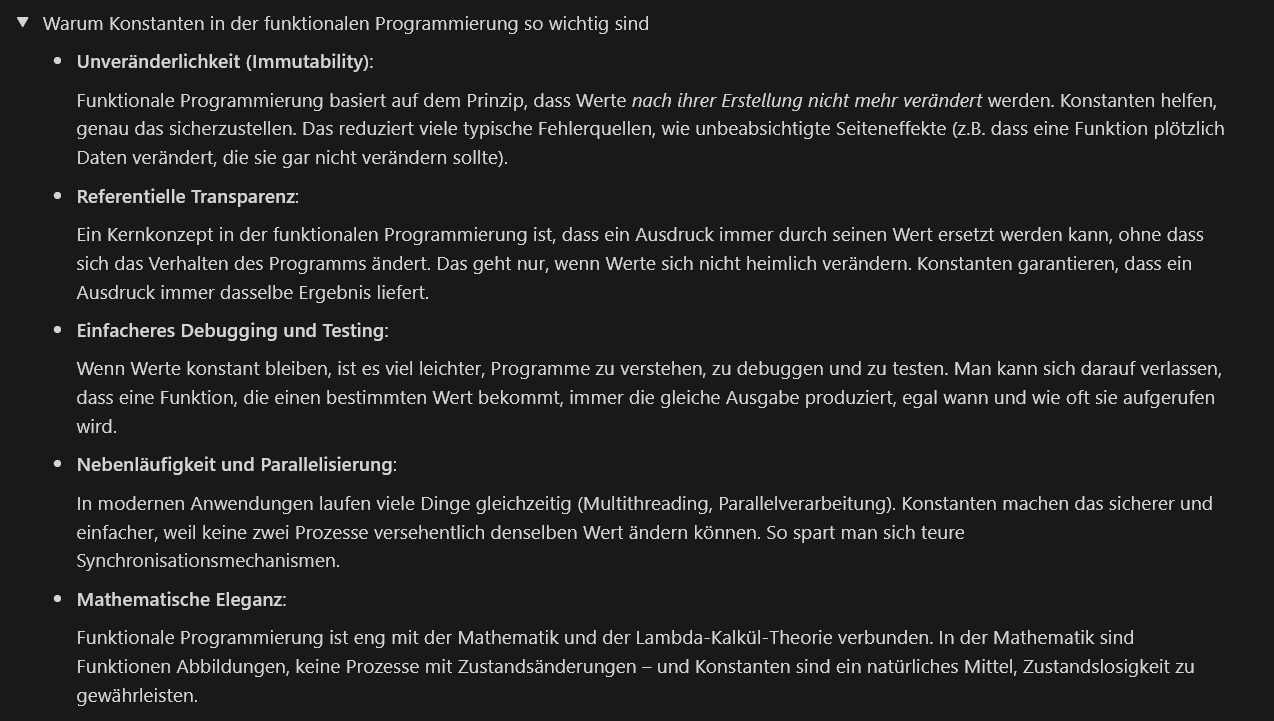 Warum Konstanten in der funktionalen Programmierung so wichtig sind
Unveränderlichkeit (Immutability):
Funktionale Programmierung basiert auf dem Prinzip, dass Werte nach ihrer Erstellung nicht mehr verändert werden. Konstanten helfen,
genau das sicherzustellen. Das reduziert viele typische Fehlerquellen, wie unbeabsichtigte Seiteneffekte (z.B. dass eine Funktion plötzlich
Daten verändert, die sie gar nicht verändern sollte).
Referentielle Transparenz:
Ein Kernkonzept in der funktionalen Programmierung ist, dass ein Ausdruck immer durch seinen Wert ersetzt werden kann, ohne dass
sich das Verhalten des Programms ändert. Das geht nur, wenn Werte sich nicht heimlich verändern. Konstanten garantieren, dass ein
Ausdruck immer dasselbe Ergebnis liefert.
Einfacheres Debugging und Testing:
Wenn Werte konstant bleiben, ist es viel leichter, Programme zu verstehen, zu debuggen und zu testen. Man kann sich darauf verlassen,
dass eine Funktion, die einen bestimmten Wert bekommt, immer die gleiche Ausgabe produziert, egal wann und wie oft sie aufgerufen
wird.
Nebenläufigkeit und Parallelisierung:
In modernen Anwendungen laufen viele Dinge gleichzeitig (Multithreading, Parallelverarbeitung). Konstanten machen das sicherer und
einfacher, weil keine zwei Prozesse versehentlich denselben Wert ändern können. So spart man sich teure
Synchronisationsmechanismen.
Mathematische Eleganz:
Funktionale Programmierung ist eng mit der Mathematik und der Lambda-Kalkül-Theorie verbunden. In der Mathematik sind
Funktionen Abbildungen, keine Prozesse mit Zustandsänderungen – und Konstanten sind ein natürliches Mittel, Zustandslosigkeit zu
gewährleisten.